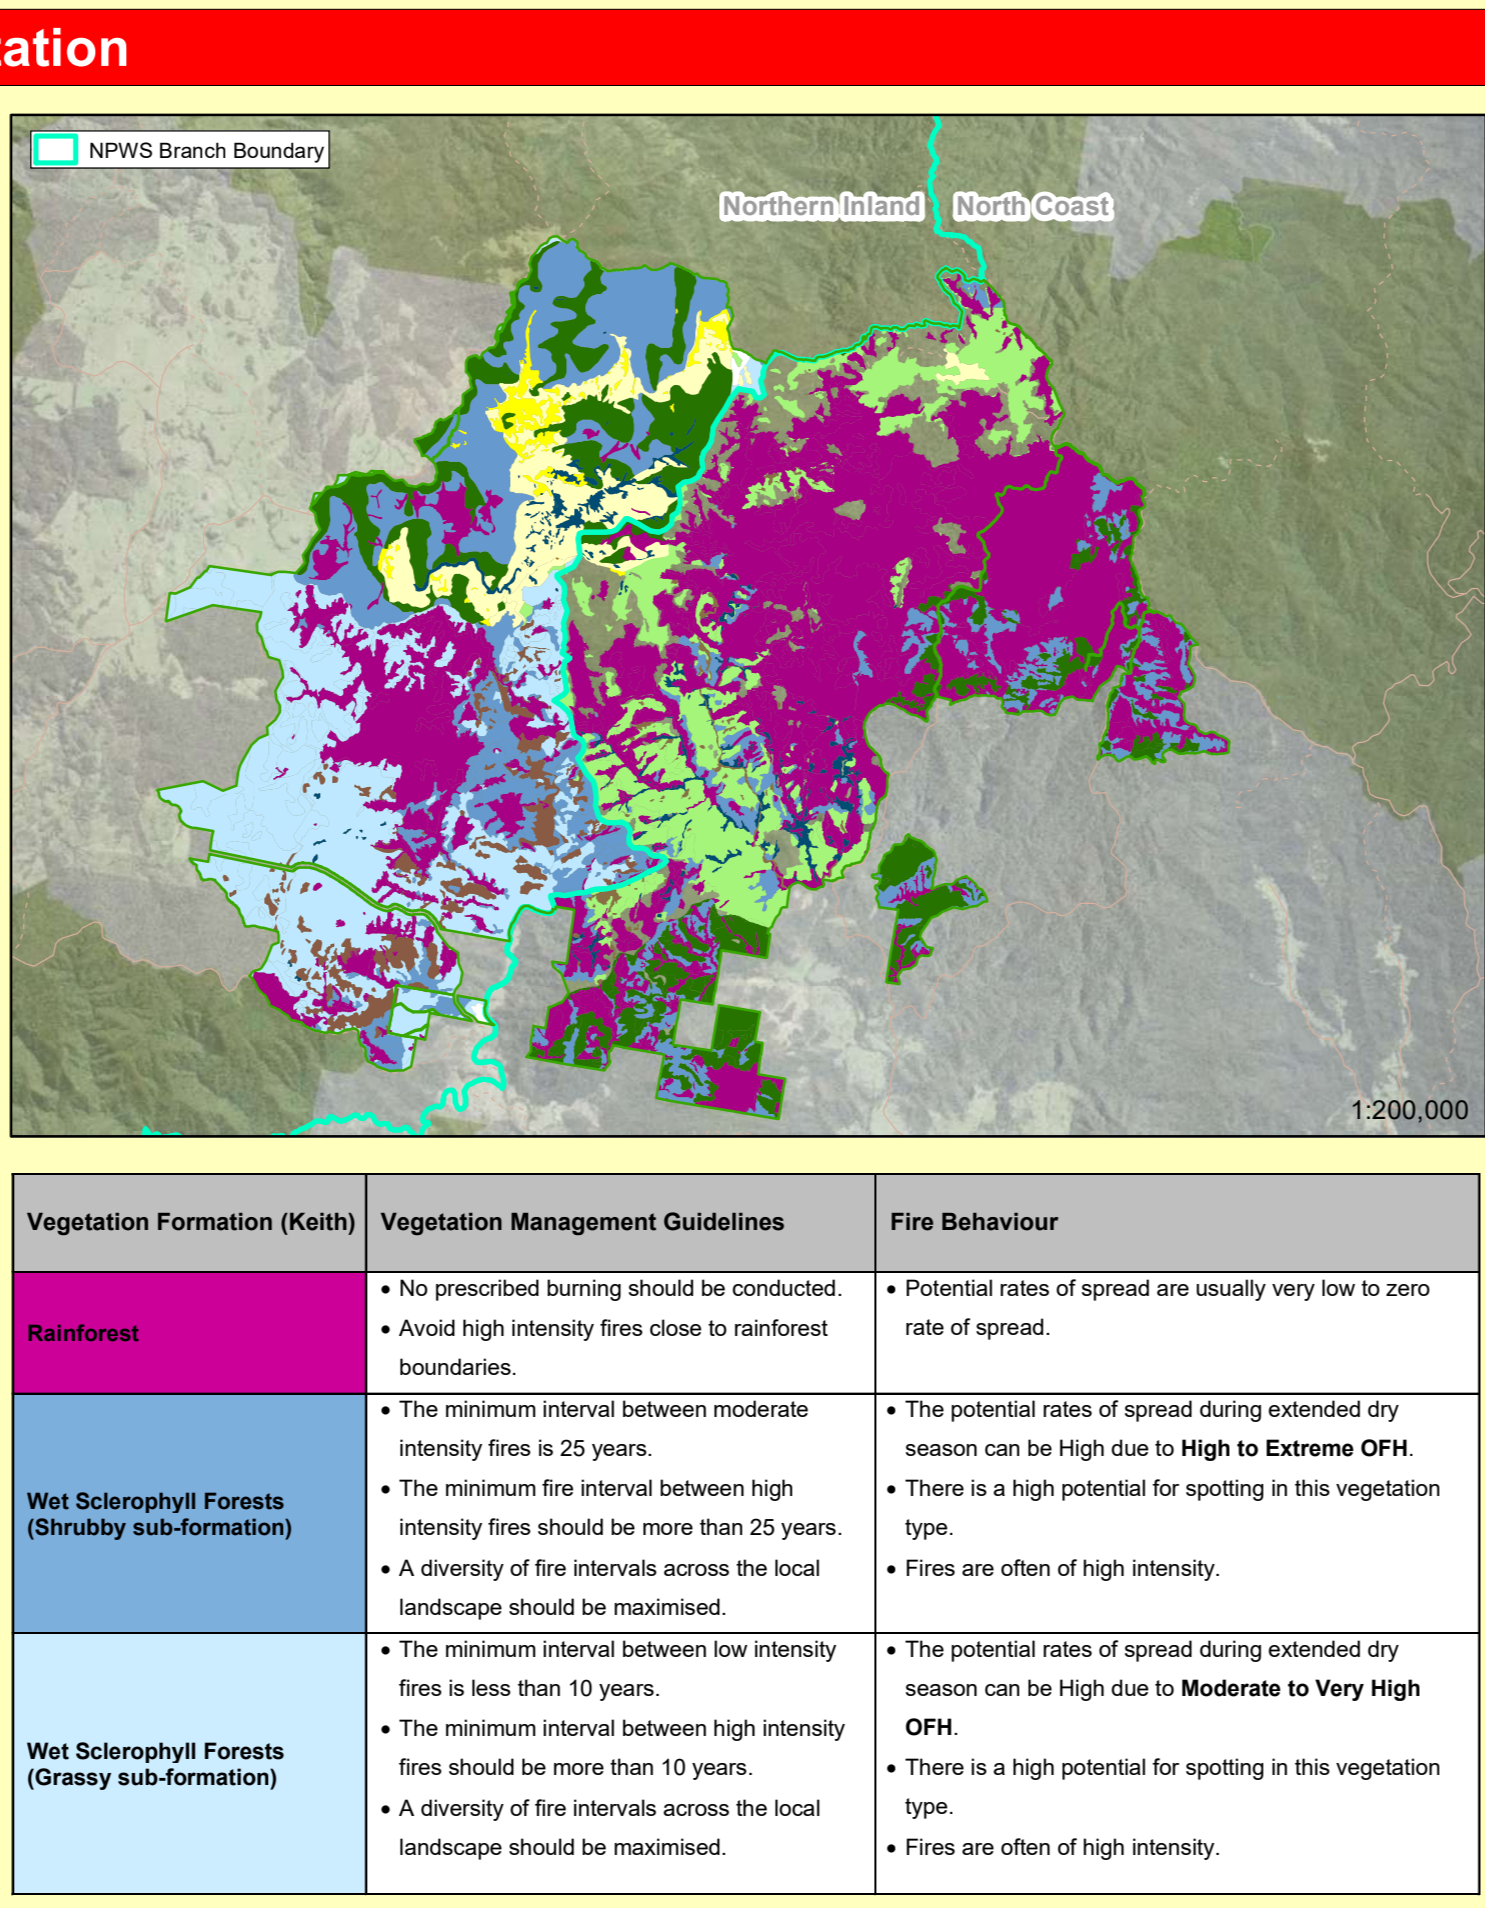 tation
NPWS Branch Boundary
Northern Inland
North Coast
1:200,000
Vegetation Formation (Keith)
Vegetation Management Guidelines
Fire Behaviour
Rainforest
• No prescribed burning should be conducted.
• Avoid high intensity fires close to rainforest
boundaries.
• Potential rates of spread are usually very low to zero
rate of spread.
Wet Sclerophyll Forests
(Shrubby sub-formation)
• The minimum interval between moderate
intensity fires is 25 years.
• The minimum fire interval between high
intensity fires should be more than 25 years.
• A diversity of fire intervals across the local
landscape should be maximised.
• The potential rates of spread during extended dry
season can be High due to High to Extreme OFH.
• There is a high potential for spotting in this vegetation
type.
• Fires are often of high intensity.
Wet Sclerophyll Forests
(Grassy sub-formation)
• The minimum interval between low intensity
fires is less than 10 years.
• The minimum interval between high intensity
fires should be more than 10 years.
• A diversity of fire intervals across the local
landscape should be maximised.
• The potential rates of spread during extended dry
season can be High due to Moderate to Very High
OFH.
• There is a high potential for spotting in this vegetation
type.
• Fires are often of high intensity.